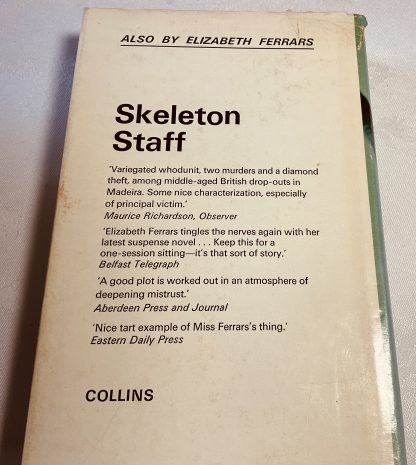 ALSO BY ELIZABETH FERRARS
Skeleton
Staff
'Variegated whodunit, two murders and a diamond
theft, among middle-aged British drop-outs in
Madeira. Some nice characterization, especially
of principal victim.'
Maurice Richardson, Observer
'Elizabeth Ferrars tingles the nerves again with her
latest suspense novel . . . Keep this for a
one-session sitting—it's that sort of story.'
Belfast Telegraph
'A good plot is worked out in an atmosphere of
deepening mistrust.'
Aberdeen Press and Journal
'Nice tart example of Miss Ferrars's thing.'
Eastern Daily Press
COLLINS